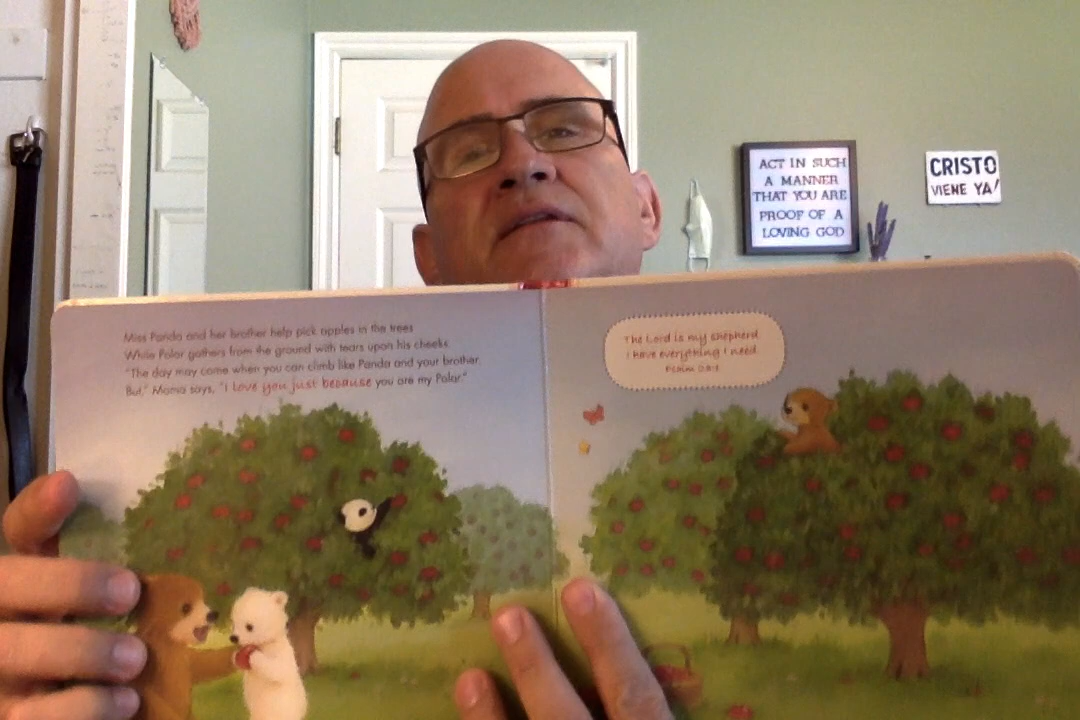 ACT IN SUCH
A MANNER
THAT YOU ARE
PROOF OF A
LOVING GOD
CRISTO
VIENE YA!
Miss Panda and her brother help pick apples in the trees
While Polar gathers from the ground with tears upon his cheeks.
"The day may come when you can climb like Panda and your brother.
But," Mama says, "I love you just because you are my Polar."
The Lord is my shepherd
I have everything I need
Psalm